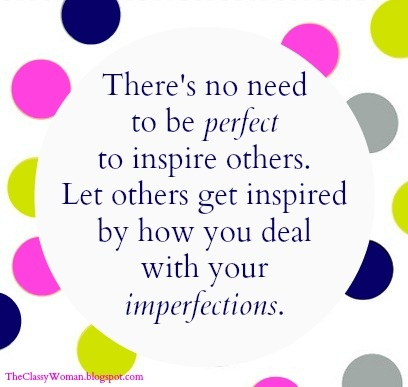 There's no need
to be perfect
to inspire others.
Let others get inspired
by how you deal
with your
imperfections.
TheClassyWoman.blogspot.com